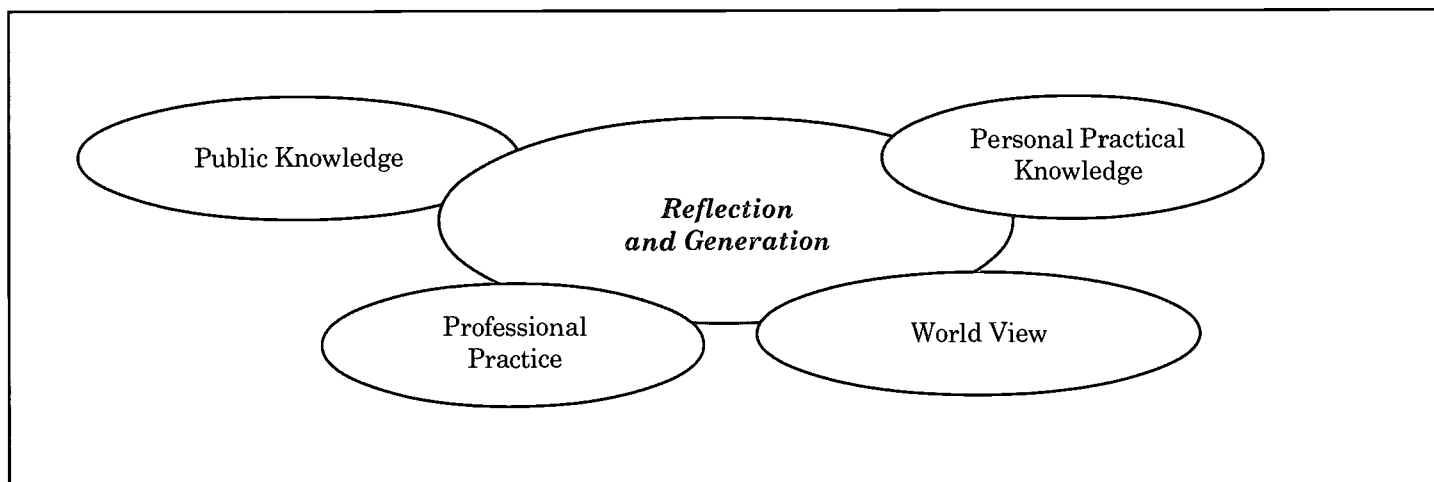 Public Knowledge
Personal Practical
Knowledge
Reflection
and Generation
Professional
Practice
World View